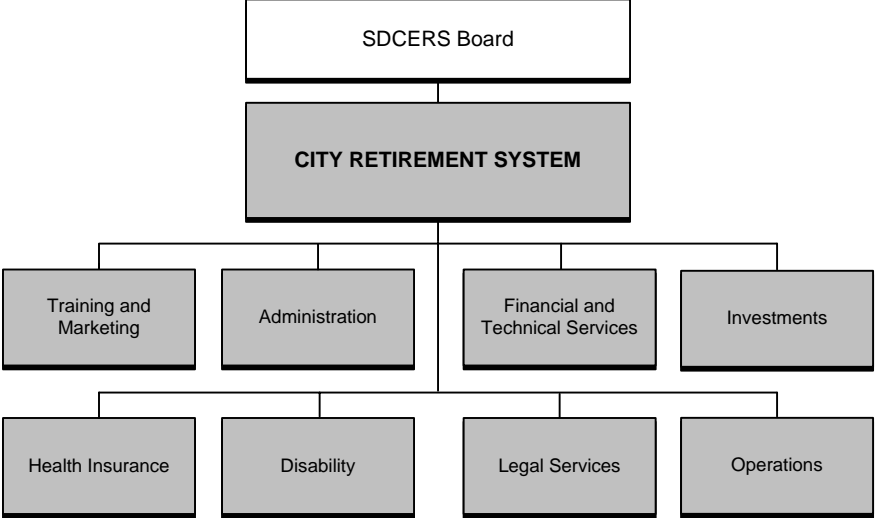 SDCERS Board
CITY RETIREMENT SYSTEM
Training and
Marketing
Administration
Financial and
Technical Services
Investments
Health Insurance
Disability
Legal Services
Operations